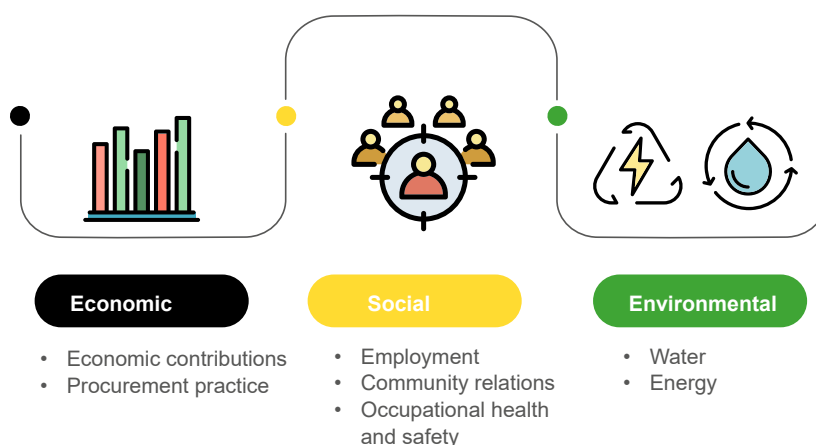 Economic
• Economic contributions
• Procurement practice
Social
• Employment
• Community relations
• Occupational health
and safety
Environmental
• Water
• Energy